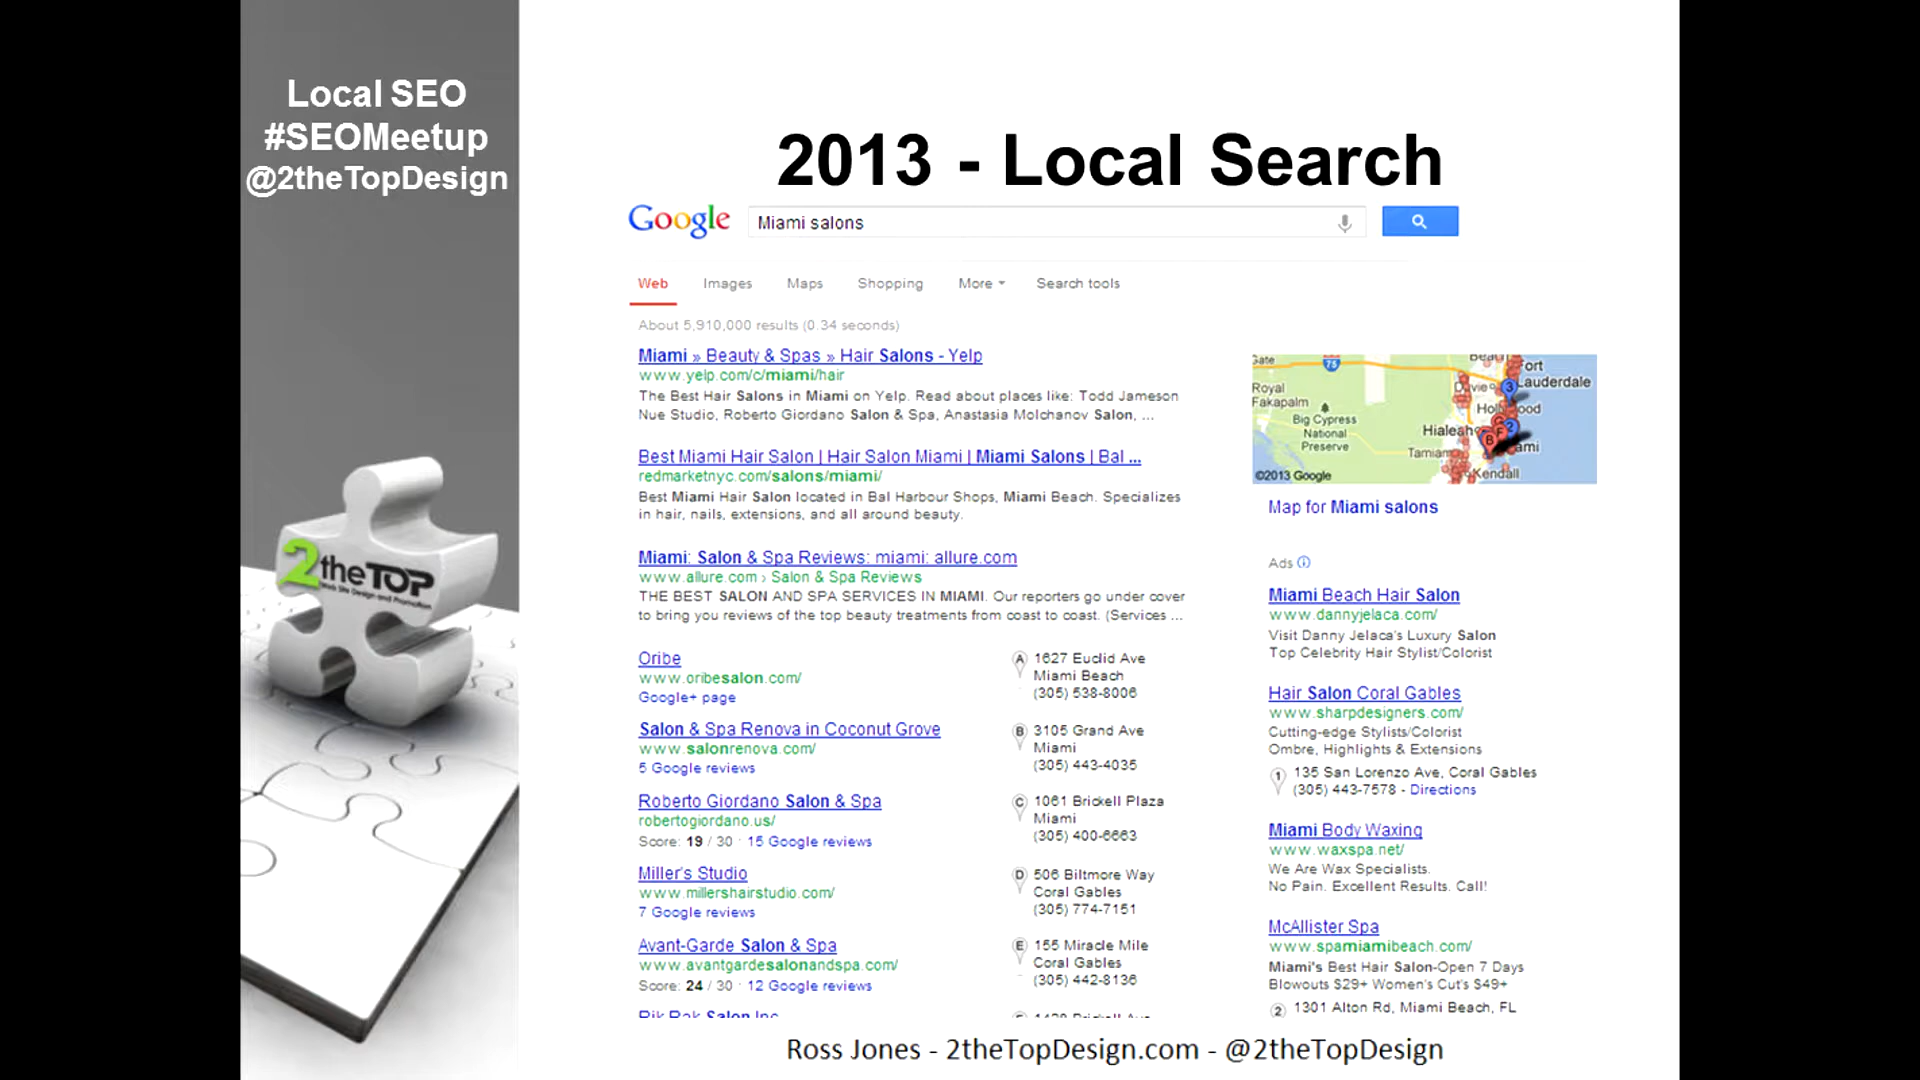 Local SEO
#SEOMeetup
@2theTopDesign
2theTOP
Web Site Design and Promotion
2013 - Local Search
Google
Miami salons
Web Images Maps Shopping More Search tools
About 5,910,000 results (0.34 seconds)
Miami » Beauty & Spas » Hair Salons - Yelp
www.yelp.com/c/miami/hair
The Best Hair Salons in Miami on Yelp. Read about places like: Todd Jameson
Nue Studio, Roberto Giordano Salon & Spa, Anastasia Molchanov Salon, ...
Best Miami Hair Salon | Hair Salon Miami | Miami Salons | Bal ...
redmarketnyc.com/salons/miami/
Best Miami Hair Salon located in Bal Harbour Shops, Miami Beach. Specializes
in hair, nails, extensions, and all around beauty.
Miami: Salon & Spa Reviews: miami: allure.com
www.allure.com › Salon & Spa Reviews
THE BEST SALON AND SPA SERVICES IN MIAMI. Our reporters go under cover
to bring you reviews of the top beauty treatments from coast to coast. (Services ...
Oribe
www.oribesalon.com/
Google+ page
A 1627 Euclid Ave
Miami Beach
(305) 538-8006
Salon & Spa Renova in Coconut Grove
www.salonrenova.com/
5 Google reviews
B 3105 Grand Ave
Miami
(305) 443-4035
Roberto Giordano Salon & Spa
robertogiordano.us/
Score: 19 / 30 · 15 Google reviews
C 1061 Brickell Plaza
Miami
(305) 400-6663
Miller's Studio
www.millershairstudio.com/
7 Google reviews
D 506 Biltmore Way
Coral Gables
(305) 774-7151
Avant-Garde Salon & Spa
www.avantgardesalonandspa.com/
Score: 24 / 30 · 12 Google reviews
E 155 Miracle Mile
Coral Gables
(305) 442-8136
Rik Rak Salon Inc
75
Fort
Lauderdale
Royal
Davie
3
Big Cypress
National
Preserve
Hialeah
2
B
Kendall
©2013 Google
Map for Miami salons
Ads
Miami Beach Hair Salon
www.dannyjelaca.com/
Visit Danny Jelaca's Luxury Salon
Top Celebrity Hair Stylist/Colorist
Hair Salon Coral Gables
www.sharpdesigners.com/
Cutting-edge Stylists/Colorist
Ombre, Highlights & Extensions
1 135 San Lorenzo Ave, Coral Gables
(305) 443-7578 - Directions
Miami Body Waxing
www.waxspa.net/
We Are Wax Specialists.
No Pain. Excellent Results. Call!
McAllister Spa
www.spamiamibeach.com/
Miami's Best Hair Salon-Open 7 Days
Blowouts $29+ Women's Cut's $49+
2 1301 Alton Rd, Miami Beach, FL
Ross Jones - 2theTopDesign.com - @2theTopDesign